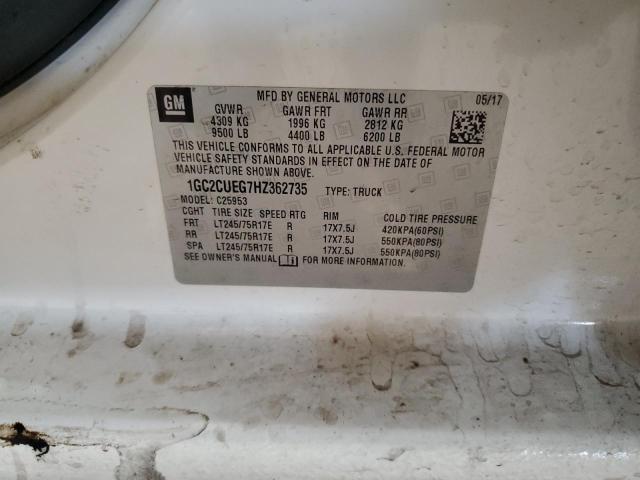 GM
MFD BY GENERAL MOTORS LLC 05/17
GVWR GAWR FRT GAWR RR
4309 KG 1996 KG 2812 KG
9500 LB 4400 LB 6200 LB
THIS VEHICLE CONFORMS TO ALL APPLICABLE U.S. FEDERAL MOTOR
VEHICLE SAFETY STANDARDS IN EFFECT ON THE DATE OF
MANUFACTURE SHOWN ABOVE.
1GC2CUEG7HZ362735 TYPE: TRUCK
MODEL: C25953
CGHT TIRE SIZE SPEED RTG RIM COLD TIRE PRESSURE
FRT LT245/75R17E R 17X7.5J 420KPA(60PSI)
RR LT245/75R17E R 17X7.5J 550KPA(80PSI)
SPA LT245/75R17E R 17X7.5J 550KPA(80PSI)
SEE OWNER'S MANUAL FOR MORE INFORMATION.